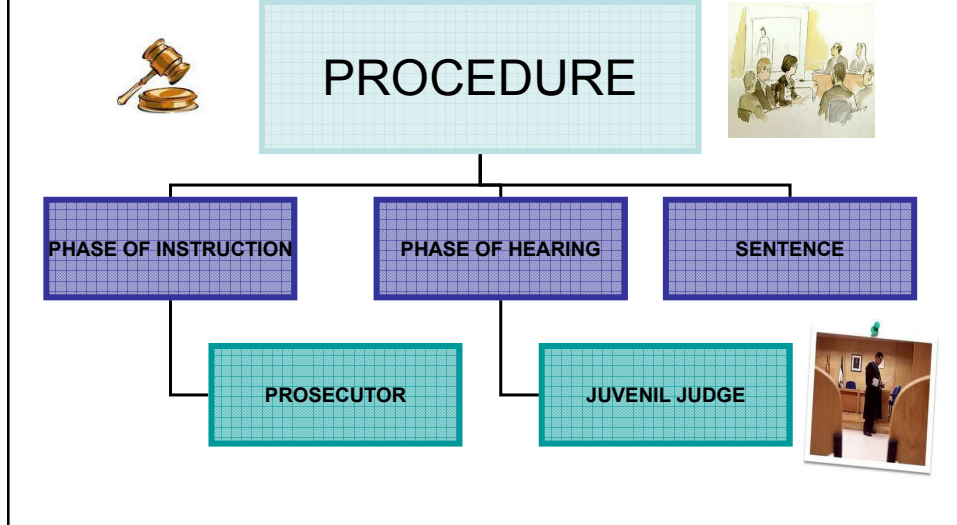 PROCEDURE
PHASE OF INSTRUCTION
PHASE OF HEARING
SENTENCE
PROSECUTOR
JUVENIL JUDGE